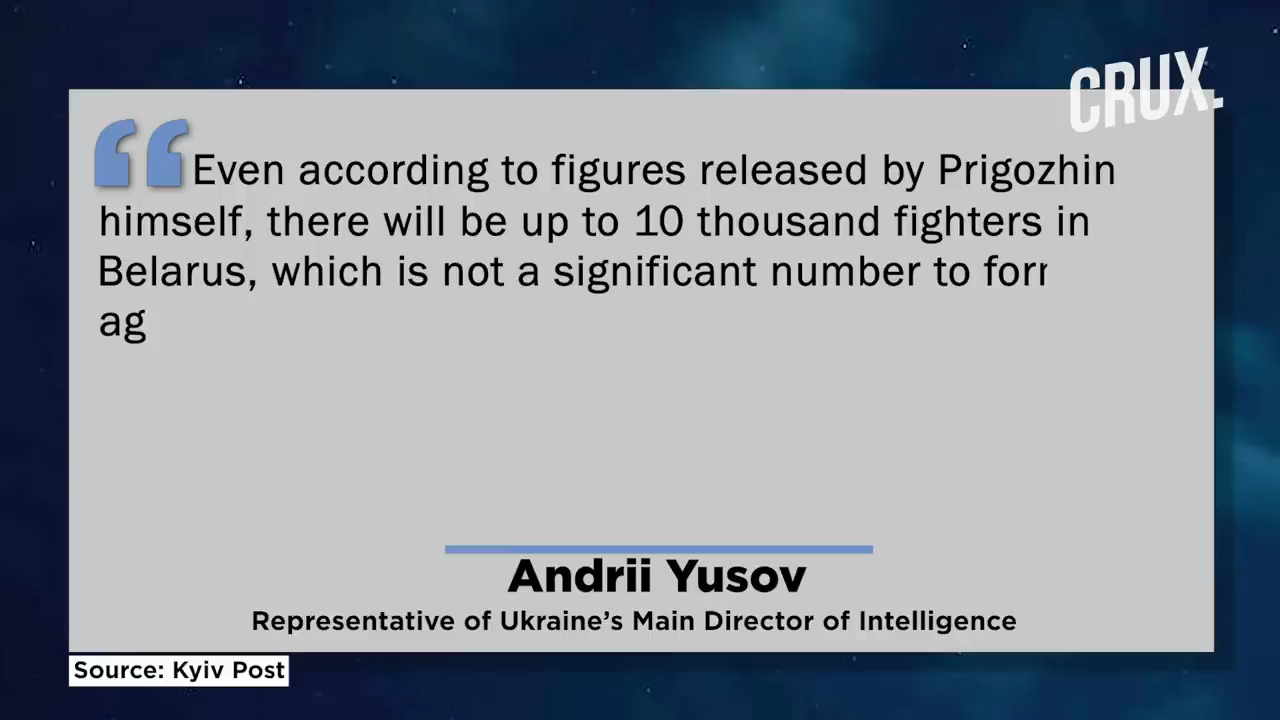 CRUX.
Even according to figures released by Prigozhin
himself, there will be up to 10 thousand fighters in
Belarus, which is not a significant number to
ag
Andrii Yusov
Representative of Ukraine’s Main Director of Intelligence
Source: Kyiv Post